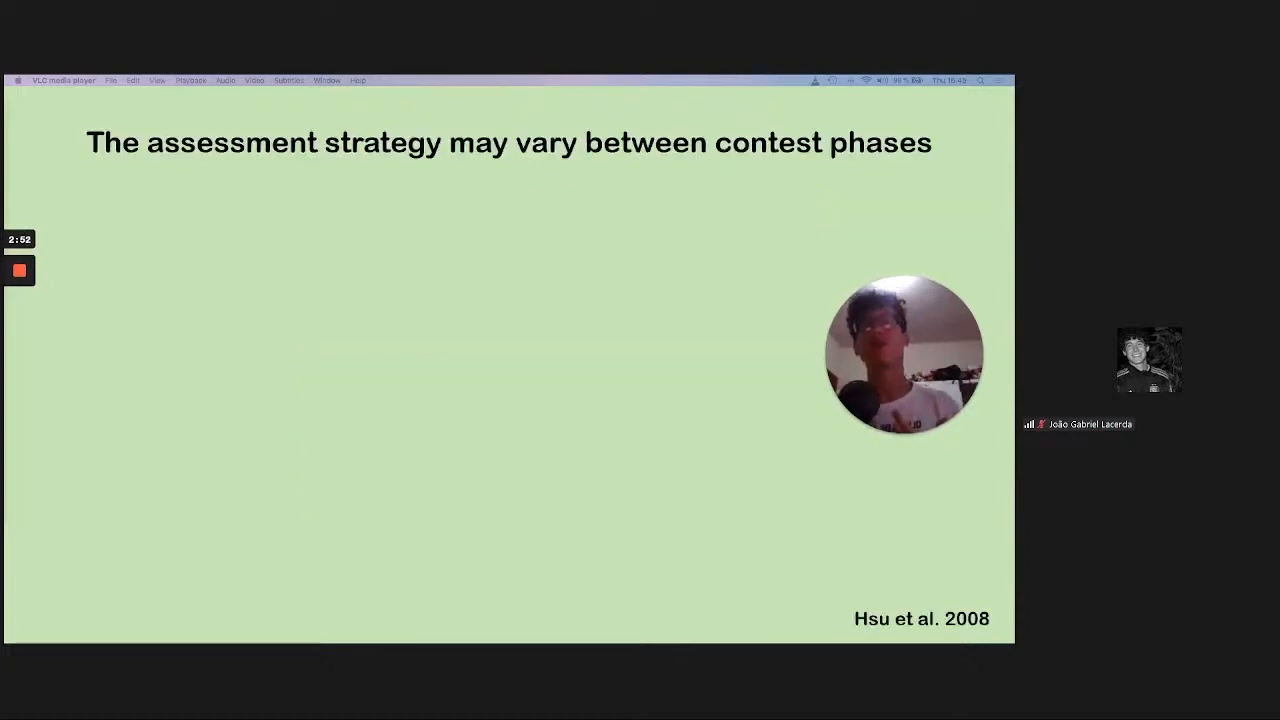 VLC media player File Edit View Playback Audio Video Subtitles Window Help
99 % Thu 16:43
The assessment strategy may vary between contest phases
2:52
João Gabriel Lacerda
Hsu et al. 2008